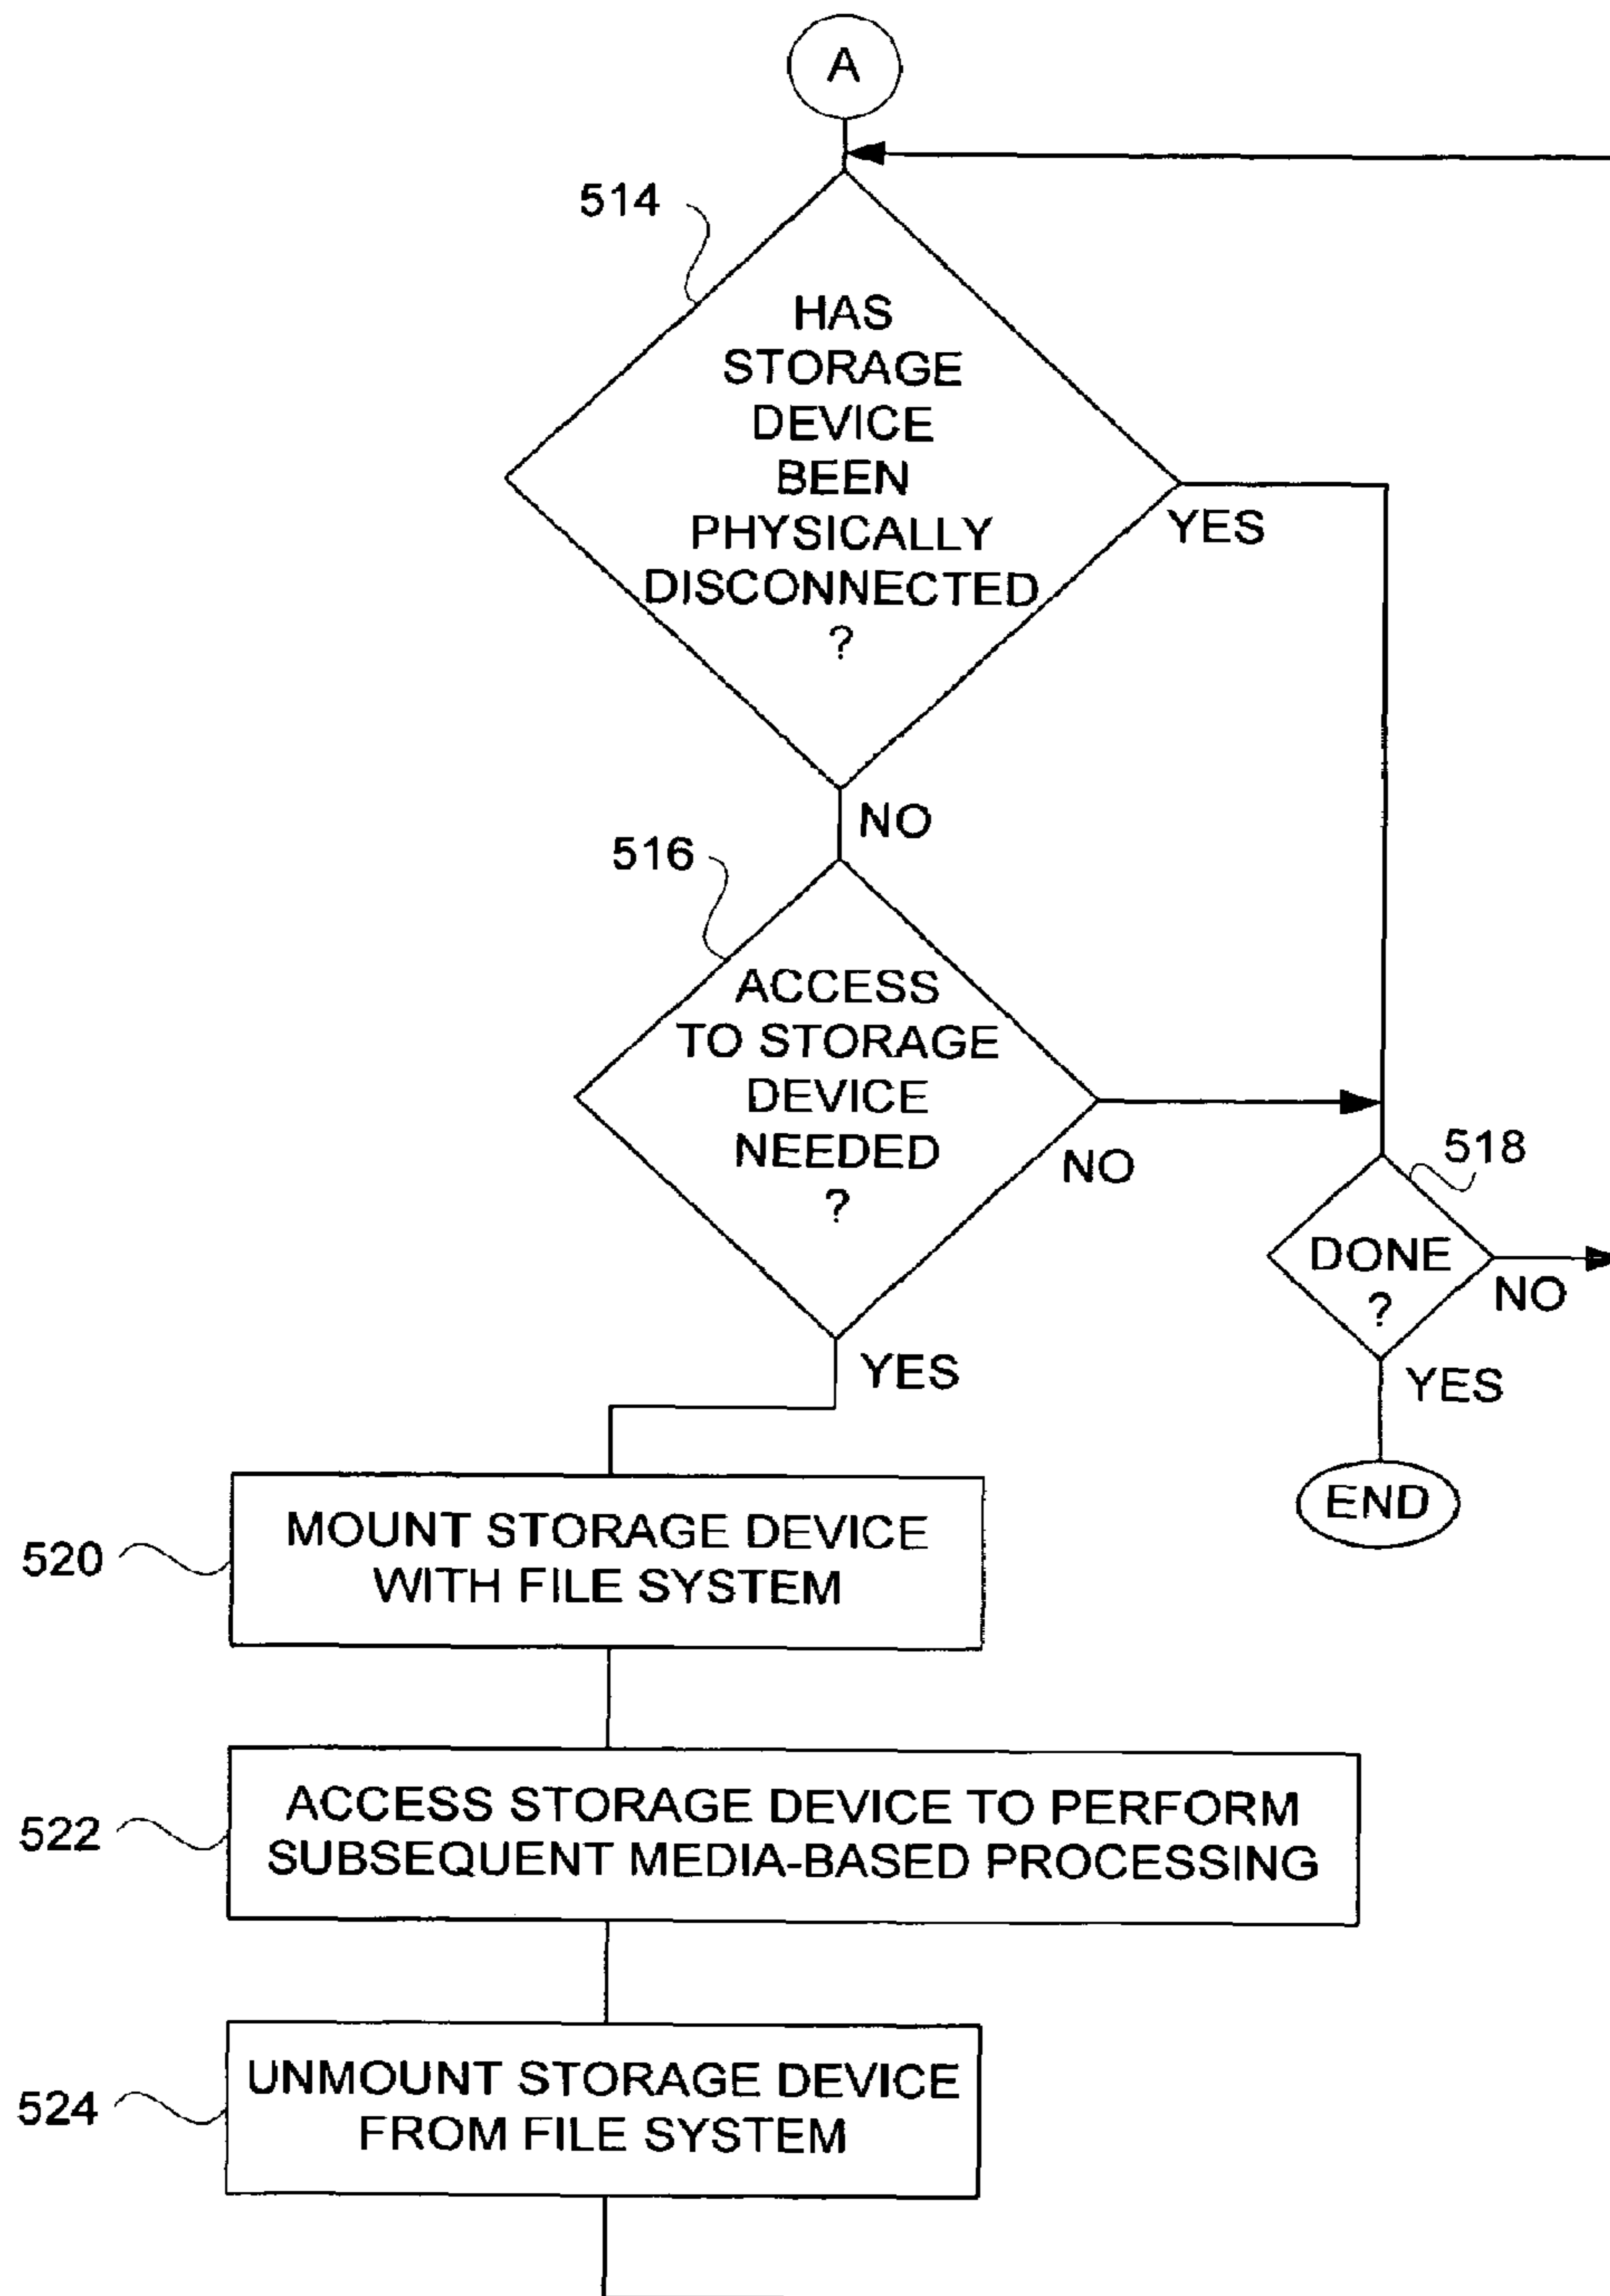 A
514
HAS
STORAGE
DEVICE
BEEN
PHYSICALLY
DISCONNECTED
?
YES
NO
516
ACCESS
TO STORAGE
DEVICE
NEEDED
?
NO
YES
518
DONE
?
NO
YES
END
520
MOUNT STORAGE DEVICE
WITH FILE SYSTEM
522
ACCESS STORAGE DEVICE TO PERFORM
SUBSEQUENT MEDIA-BASED PROCESSING
524
UNMOUNT STORAGE DEVICE
FROM FILE SYSTEM